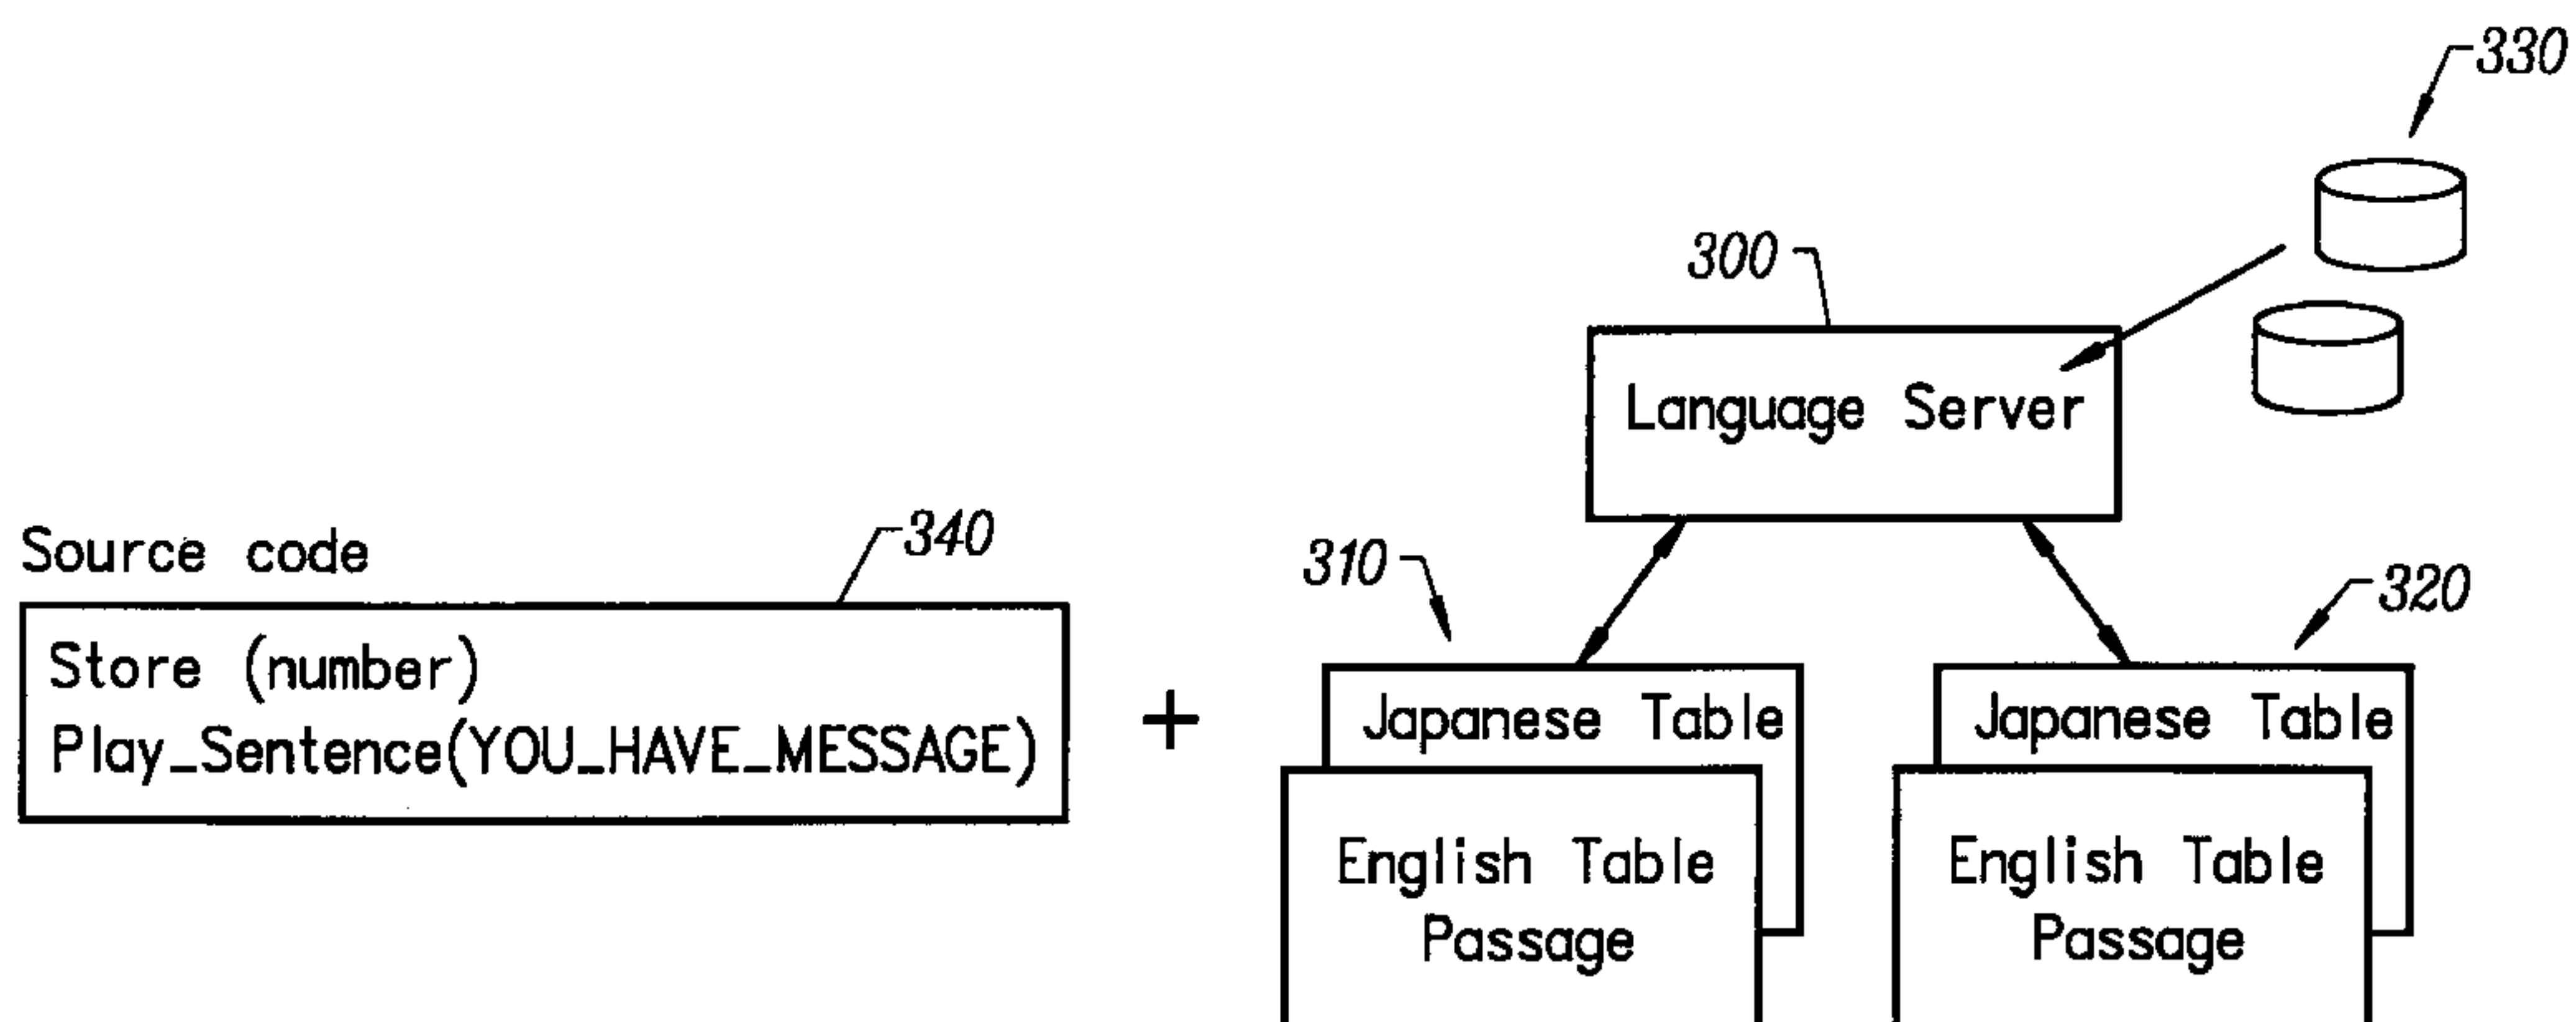 330
300
Language Server
Source code
340
310
320
Store (number)
Play_Sentence(YOU_HAVE_MESSAGE)
+
Japanese Table
Japanese Table
English Table
Passage
English Table
Passage